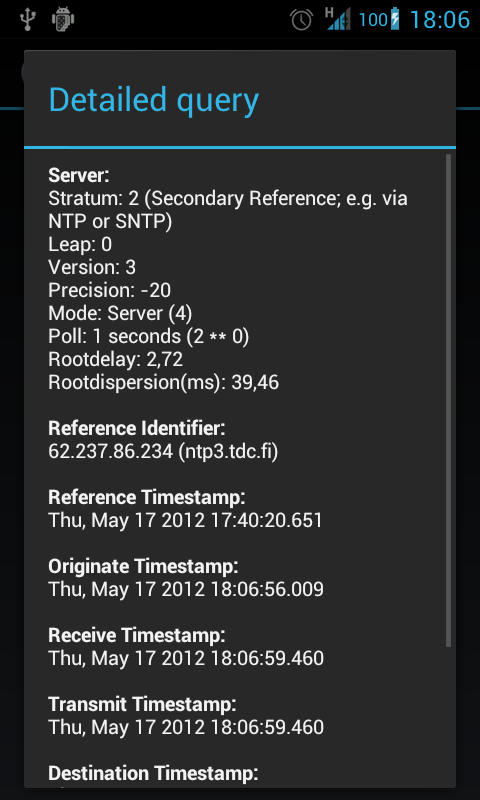 H 100 18:06
Detailed query
Server:
Stratum: 2 (Secondary Reference; e.g. via
NTP or SNTP)
Leap: 0
Version: 3
Precision: -20
Mode: Server (4)
Poll: 1 seconds (2 ** 0)
Rootdelay: 2,72
Rootdispersion(ms): 39,46
Reference Identifier:
62.237.86.234 (ntp3.tdc.fi)
Reference Timestamp:
Thu, May 17 2012 17:40:20.651
Originate Timestamp:
Thu, May 17 2012 18:06:56.009
Receive Timestamp:
Thu, May 17 2012 18:06:59.460
Transmit Timestamp:
Thu, May 17 2012 18:06:59.460
Destination Timestamp: